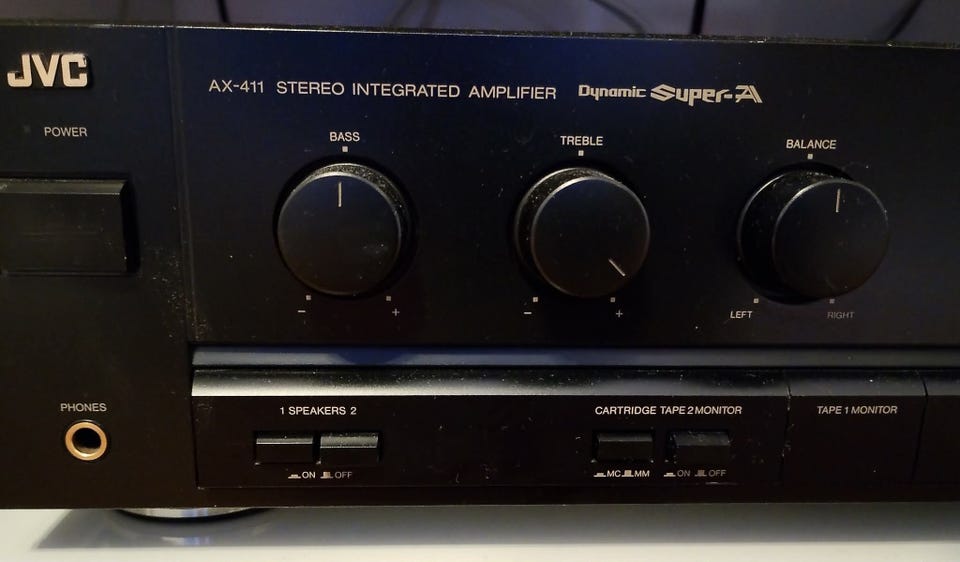 JVC
AX-411 STEREO INTEGRATED AMPLIFIER Dynamic Super-A
POWER
BASS
TREBLE
BALANCE
– +
– +
LEFT RIGHT
PHONES
1 SPEAKERS 2
CARTRIDGE TAPE 2 MONITOR
TAPE 1 MONITOR
ON OFF
MC MM
ON OFF